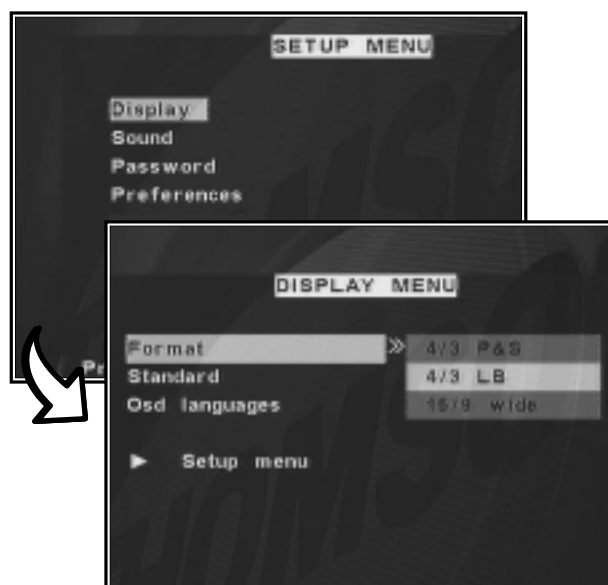 SETUP MENU
Display
Sound
Password
Preferences
Pr
DISPLAY MENU
Format » 4/3 P&S
Standard 4/3 LB
Osd languages 16/9 wide
► Setup menu